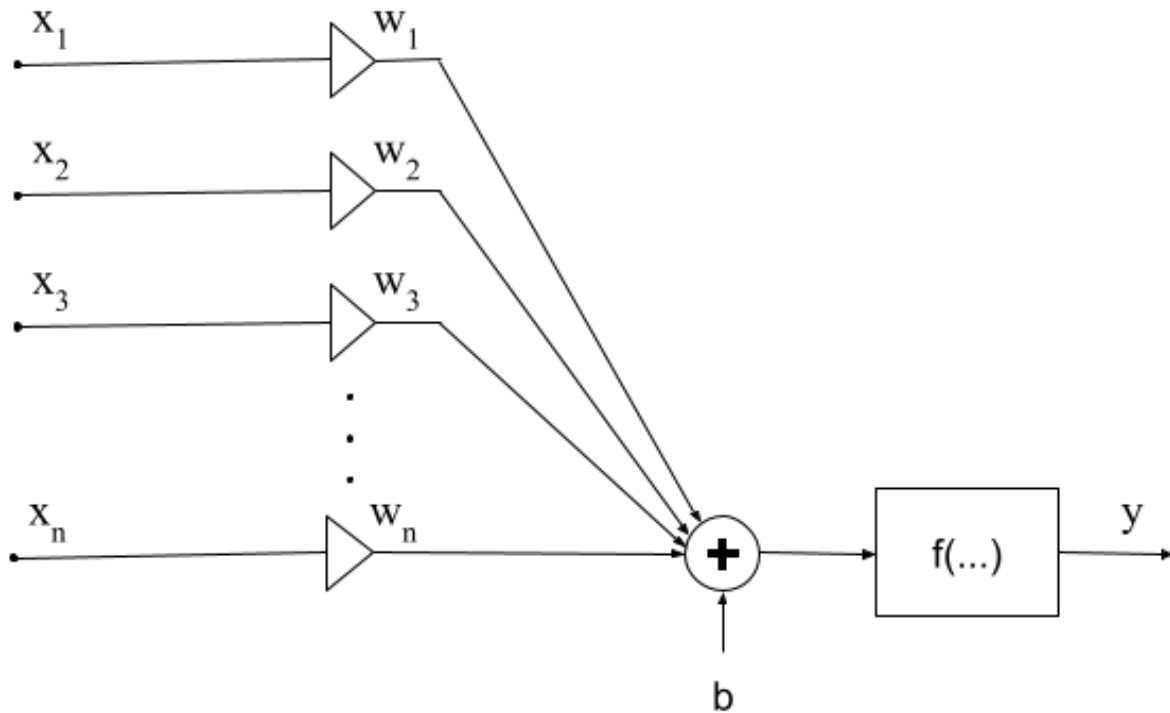 x₁ w₁
x₂ w₂
x₃ w₃
xₙ wₙ
+ f(...) y
b